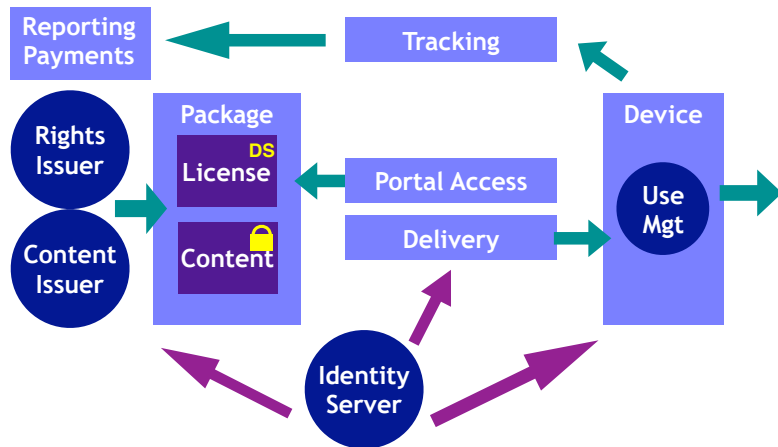 Reporting
Payments
Tracking
Rights
Issuer
Content
Issuer
Package
DS
License
Content
Portal Access
Delivery
Device
Use
Mgt
Identity
Server